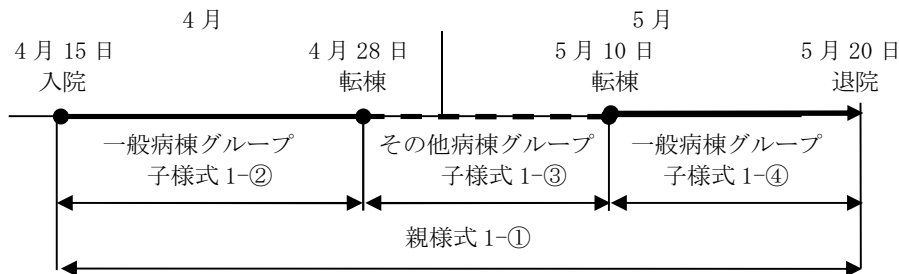 4月 5月
4月15日 4月28日 5月10日 5月20日
入院 転棟 転棟 退院
一般病棟グループ その他病棟グループ 一般病棟グループ
子様式1-② 子様式1-③ 子様式1-④
親様式1-①